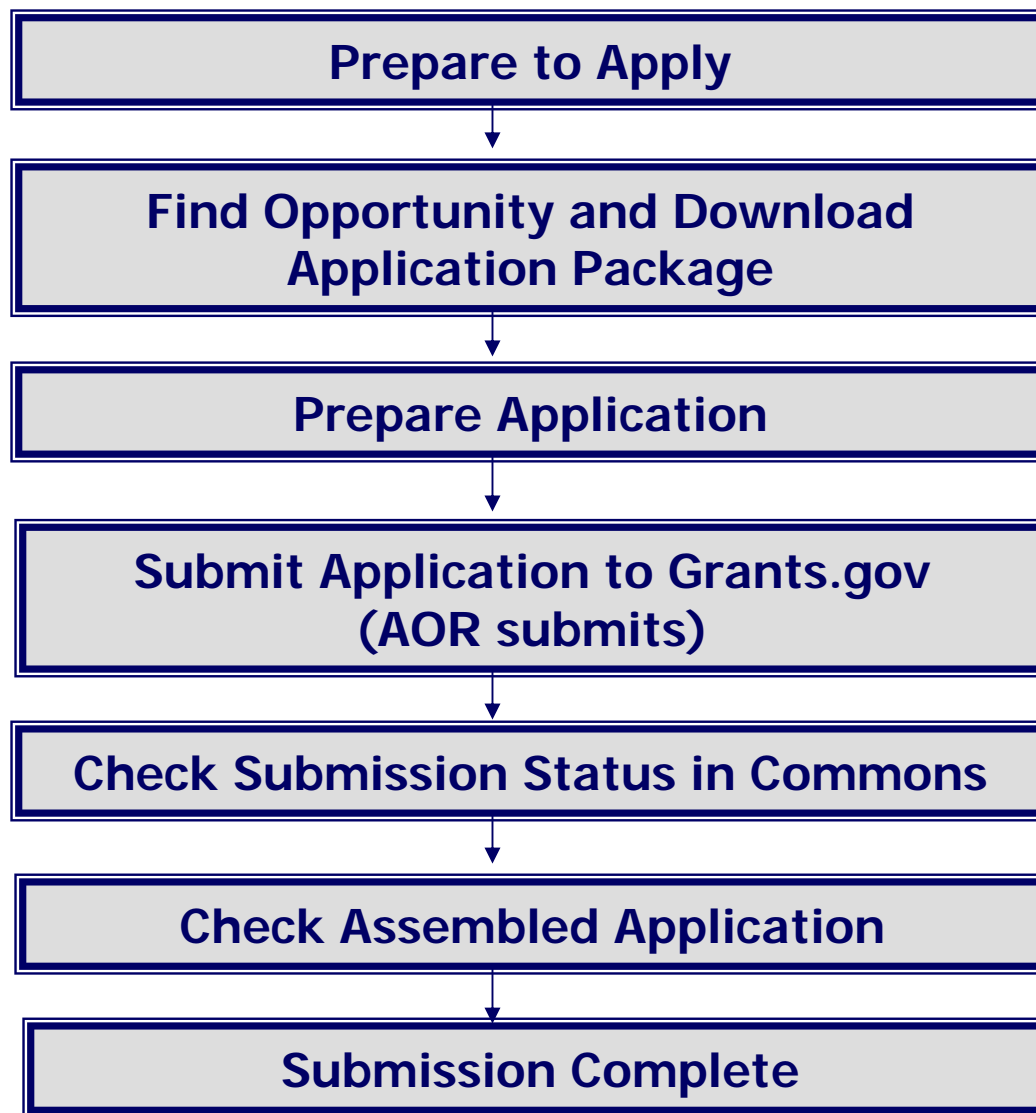 Prepare to Apply
Find Opportunity and Download
Application Package
Prepare Application
Submit Application to Grants.gov
(AOR submits)
Check Submission Status in Commons
Check Assembled Application
Submission Complete